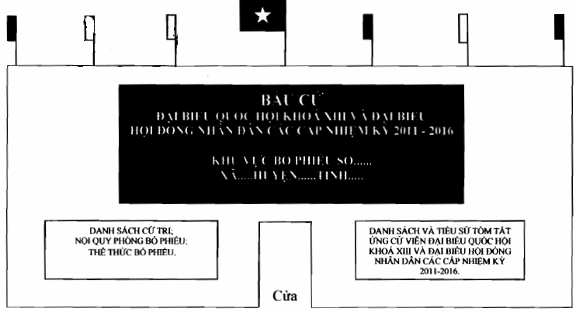 BẦU CỬ
ĐẠI BIỂU QUỐC HỘI KHOÁ XIII VÀ ĐẠI BIỂU
HỘI ĐỒNG NHÂN DÂN CÁC CẤP NHIỆM KỲ 2011 - 2016
KHU VỰC BỎ PHIẾU SỐ......
XÃ.....HUYỆN......TỈNH.....
DANH SÁCH CỬ TRI;
NỘI QUY PHÒNG BỎ PHIẾU;
THỂ THỨC BỎ PHIẾU.
DANH SÁCH VÀ TIỂU SỬ TÓM TẮT
ỨNG CỬ VIÊN ĐẠI BIỂU QUỐC HỘI
KHOÁ XIII VÀ ĐẠI BIỂU HỘI ĐỒNG
NHÂN DÂN CÁC CẤP NHIỆM KỲ
2011-2016.
Cửa